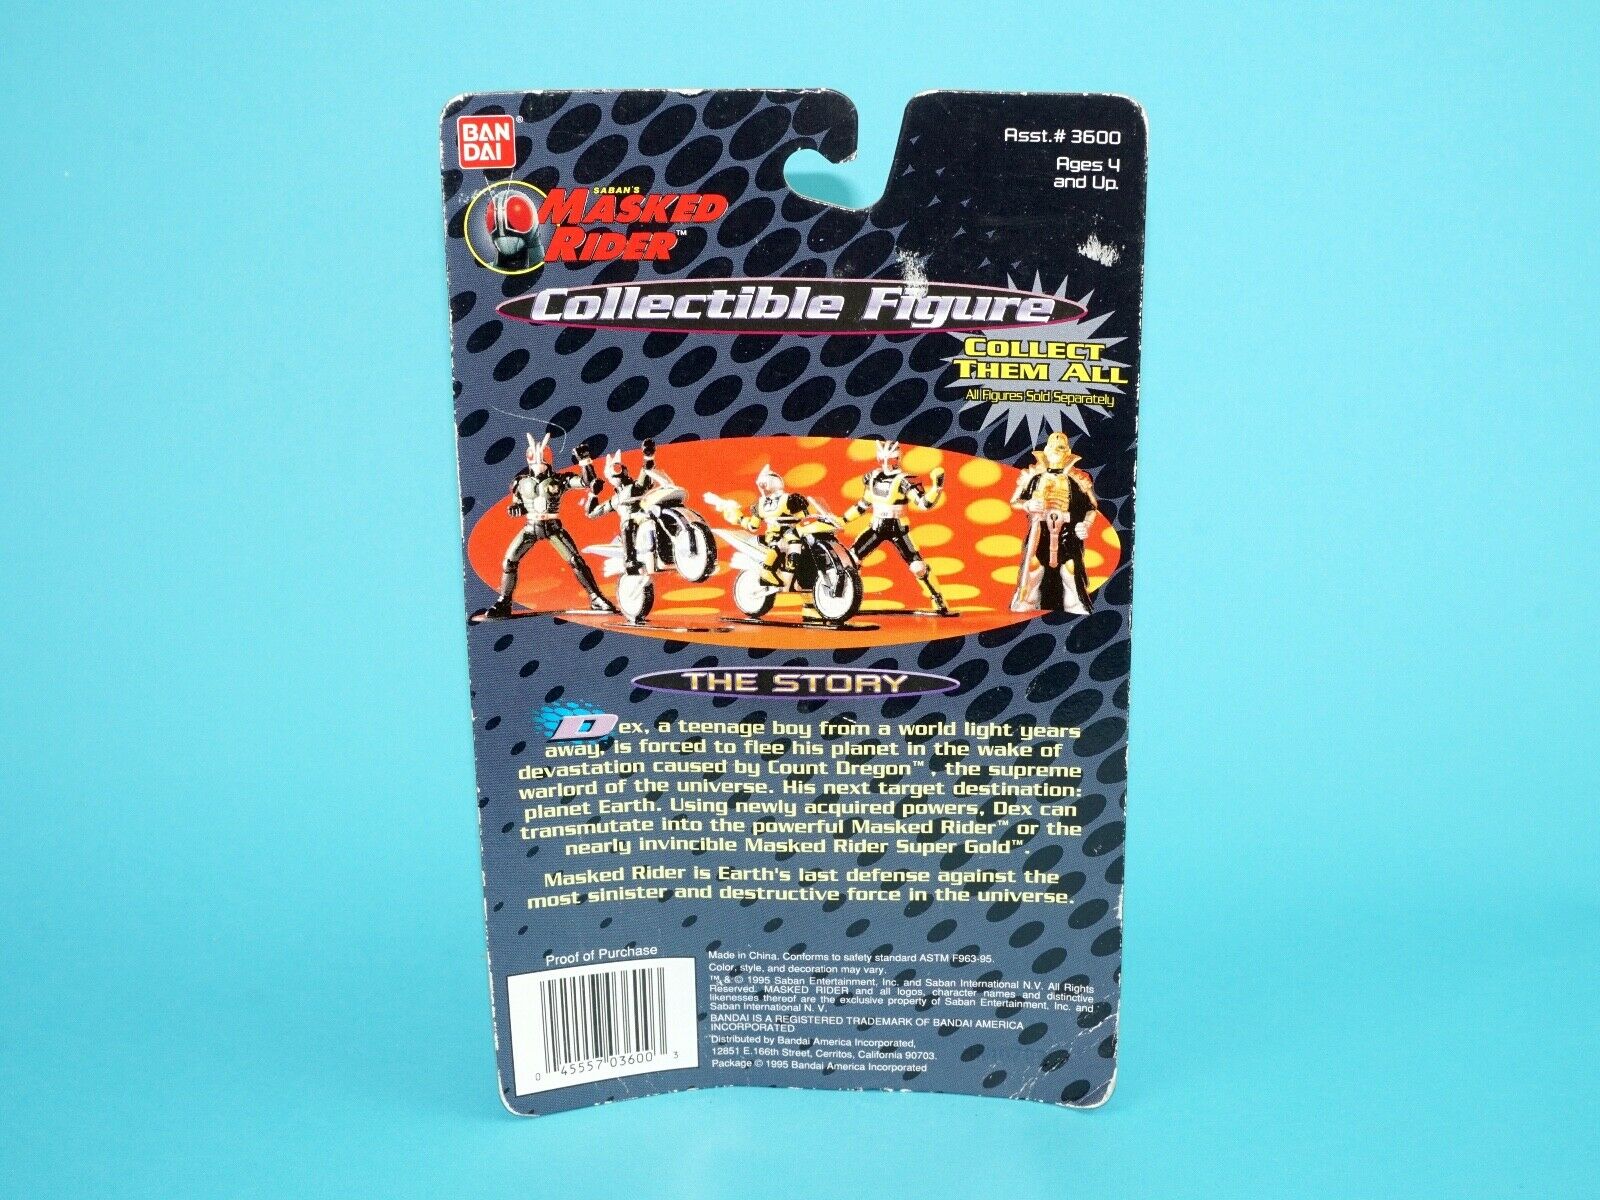 BAN
DAI®
Asst.# 3600
Ages 4
and Up.
SABAN'S
MASKED
RIDER™
Collectible Figure
COLLECT
THEM ALL
All Figures Sold Separately
THE STORY
Dex, a teenage boy from a world light years
away, is forced to flee his planet in the wake of
devastation caused by Count Dregon™, the supreme
warlord of the universe. His next target destination:
planet Earth. Using newly acquired powers, Dex can
transmutate into the powerful Masked Rider™ or the
nearly invincible Masked Rider Super Gold™.
Masked Rider is Earth's last defense against the
most sinister and destructive force in the universe.
Proof of Purchase
0 45557 03600 3
Made in China. Conforms to safety standard ASTM F963-95.
Color, style, and decoration may vary.
™ & © 1995 Saban Entertainment, Inc. and Saban International N.V. All Rights
Reserved. MASKED RIDER and all logos, character names and distinctive
likenesses thereof are the exclusive property of Saban Entertainment, Inc. and
Saban International N. V.
BANDAI IS A REGISTERED TRADEMARK OF BANDAI AMERICA
INCORPORATED
Distributed by Bandai America Incorporated,
12851 E.166th Street, Cerritos, California 90703.
Package © 1995 Bandai America Incorporated